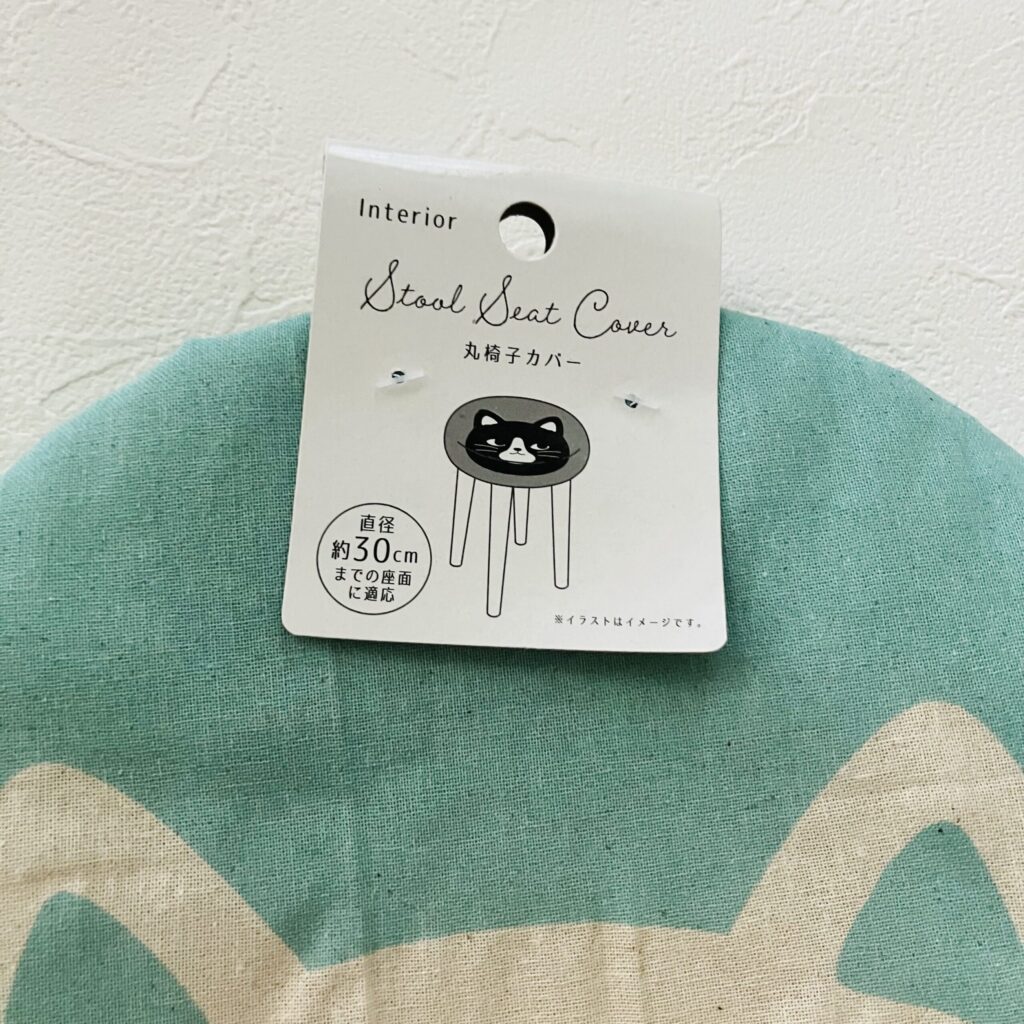 Interior
Stool Seat Cover
丸椅子カバー
直径
約30cm
までの座面
に適応
※イラストはイメージです。